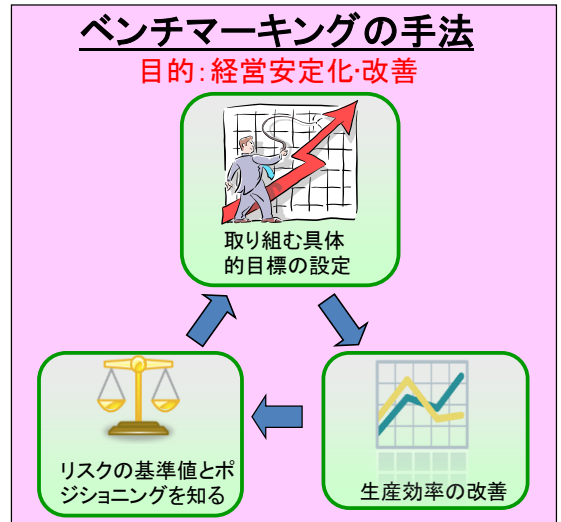 ベンチマーキングの手法
目的：経営安定化・改善
取り組む具体
的目標の設定
リスクの基準値とポ
ジショニングを知る
生産効率の改善